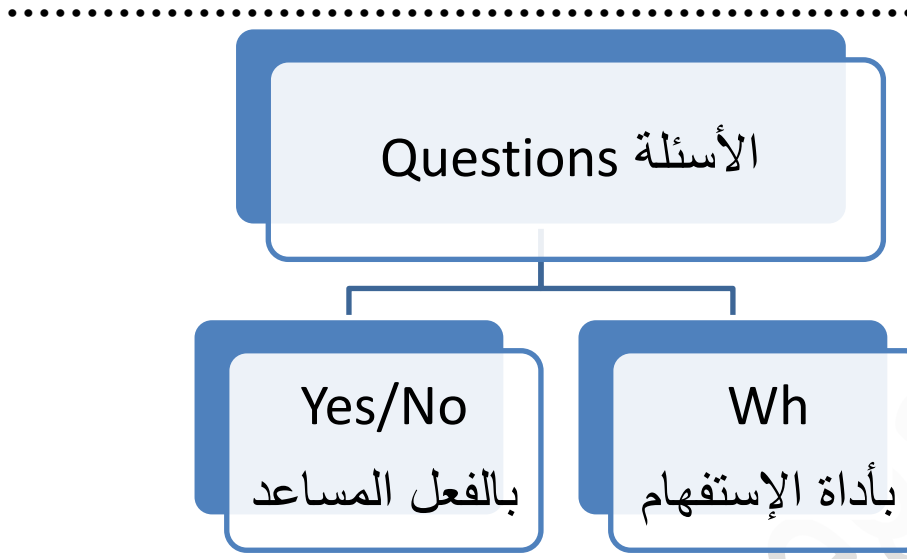 الأسئلة Questions
Yes/No
بالفعل المساعد
Wh
بأداة الإستفهام